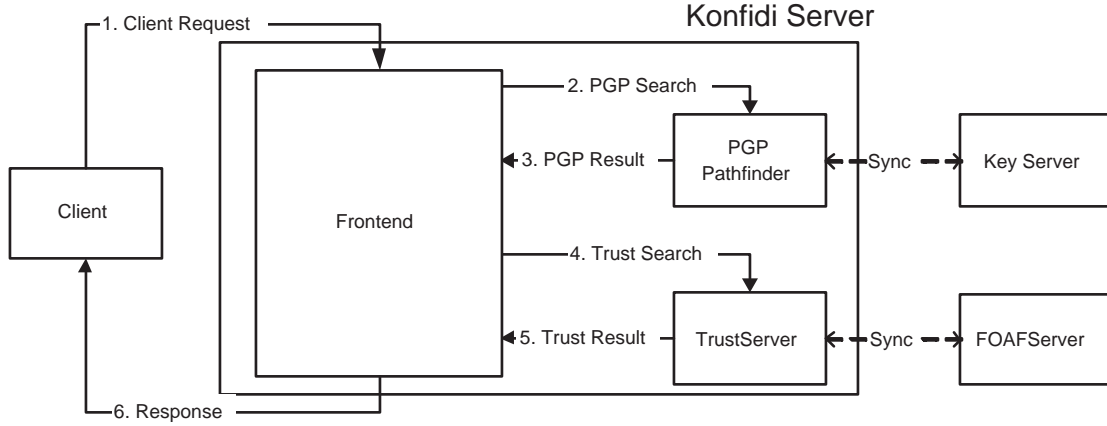 Konfidi Server
1. Client Request
2. PGP Search
3. PGP Result
PGP
Pathfinder
Sync
Key Server
Client
Frontend
4. Trust Search
5. Trust Result
TrustServer
Sync
FOAFServer
6. Response